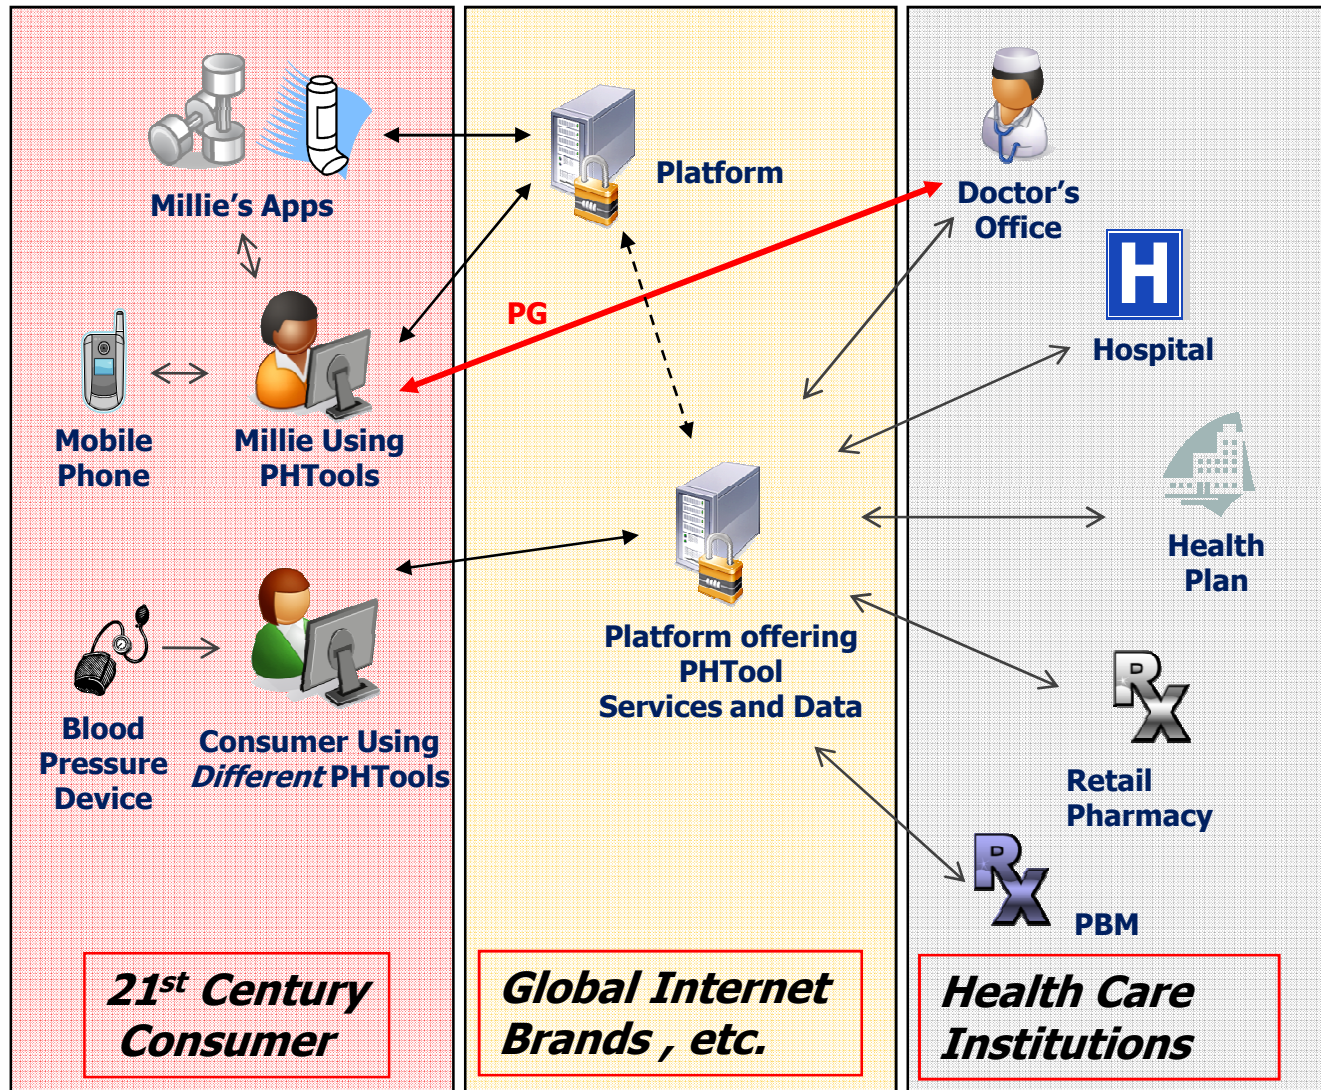 Millie's Apps
Mobile
Phone
Millie Using
PHTools
Blood
Pressure
Device
Consumer Using
Different PHTools
21st Century
Consumer
Platform
PG
Platform offering
PHTool
Services and Data
Global Internet
Brands , etc.
Doctor's
Office
H
Hospital
Health
Plan
RX
Retail
Pharmacy
RX
PBM
Health Care
Institutions